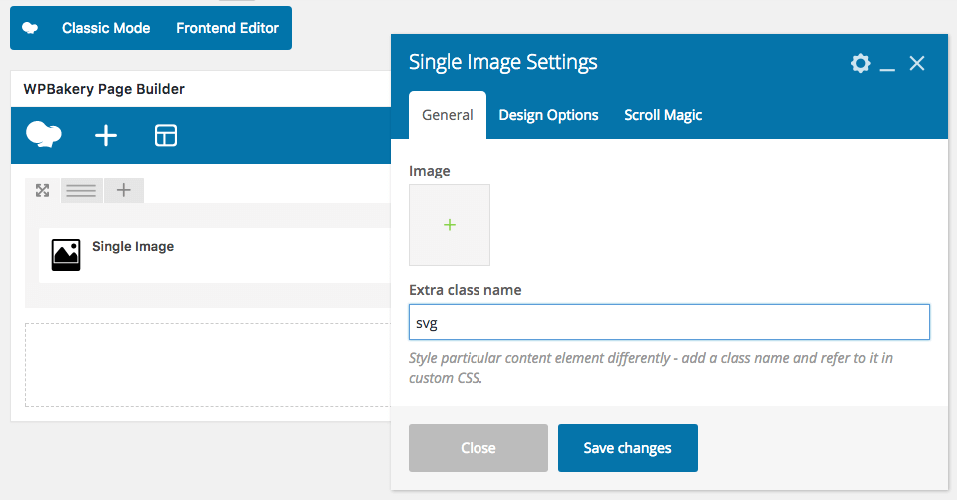 Classic Mode Frontend Editor
WPBakery Page Builder
Single Image
Single Image Settings
General Design Options Scroll Magic
Image
Extra class name
svg
Style particular content element differently - add a class name and refer to it in
custom CSS.
Close Save changes